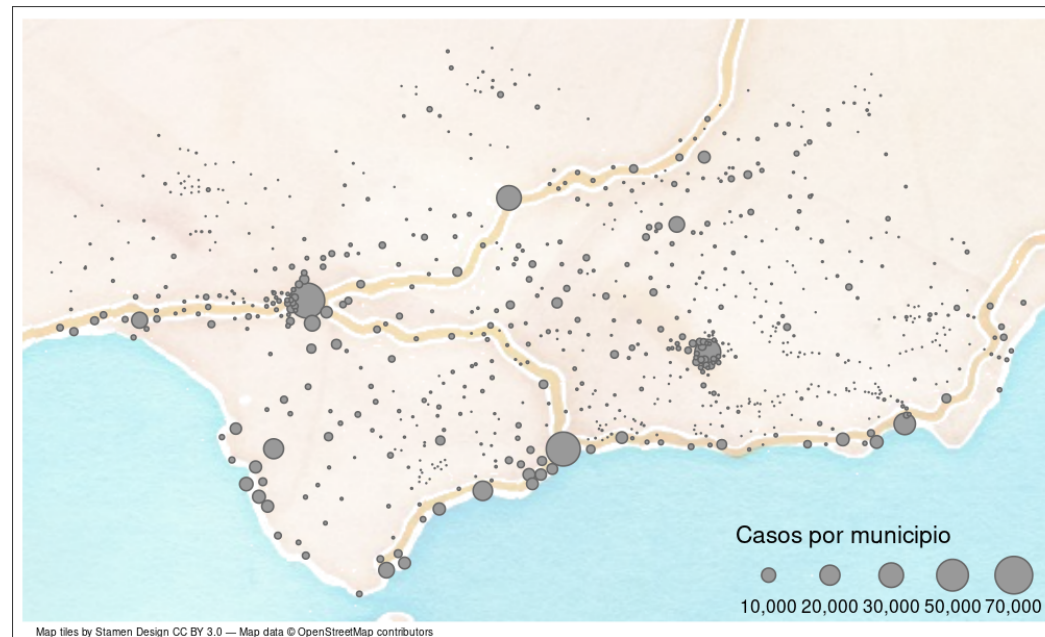 Casos por municipio
10,000 20,000 30,000 50,000 70,000
Map tiles by Stamen Design CC BY 3.0 — Map data © OpenStreetMap contributors